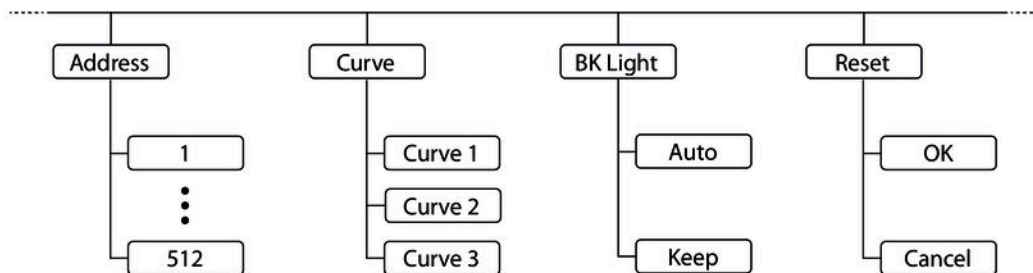 Address Curve BK Light Reset
1 Curve 1 Auto OK
Curve 2
512 Curve 3 Keep Cancel